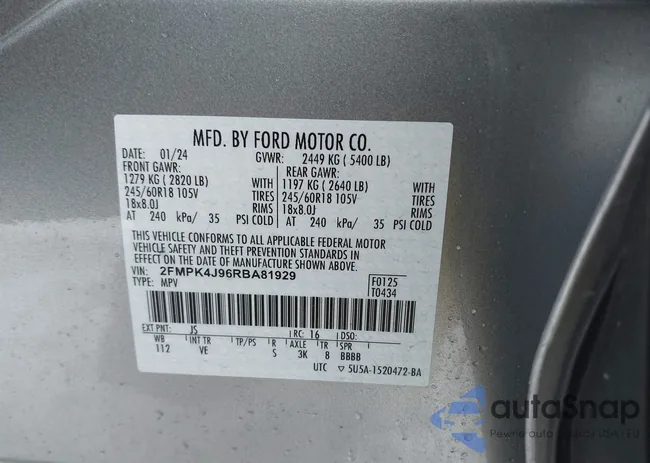 MFD. BY FORD MOTOR CO.
DATE: 01/24 GVWR: 2449 KG ( 5400 LB)
FRONT GAWR: REAR GAWR:
1279 KG ( 2820 LB) WITH 1197 KG ( 2640 LB) WITH
245/60R18 105V TIRES 245/60R18 105V TIRES
18x8.0J RIMS 18x8.0J RIMS
AT 240 kPa/ 35 PSI COLD AT 240 kPa/ 35 PSI COLD
THIS VEHICLE CONFORMS TO ALL APPLICABLE FEDERAL MOTOR
VEHICLE SAFETY AND THEFT PREVENTION STANDARDS IN
EFFECT ON THE DATE OF MANUFACTURE SHOWN ABOVE.
VIN: 2FMPK4J96RBA81929 F0125
TYPE: MPV T0434
EXT PNT: JS RC: 16 DSO:
WB INT TR TP/PS R AXLE TR SPR
112 VE S 3K 8 BBBB
UTC ▽ 5U5A-1520472-BA
autoSnap
Pewne auto z USA i EU